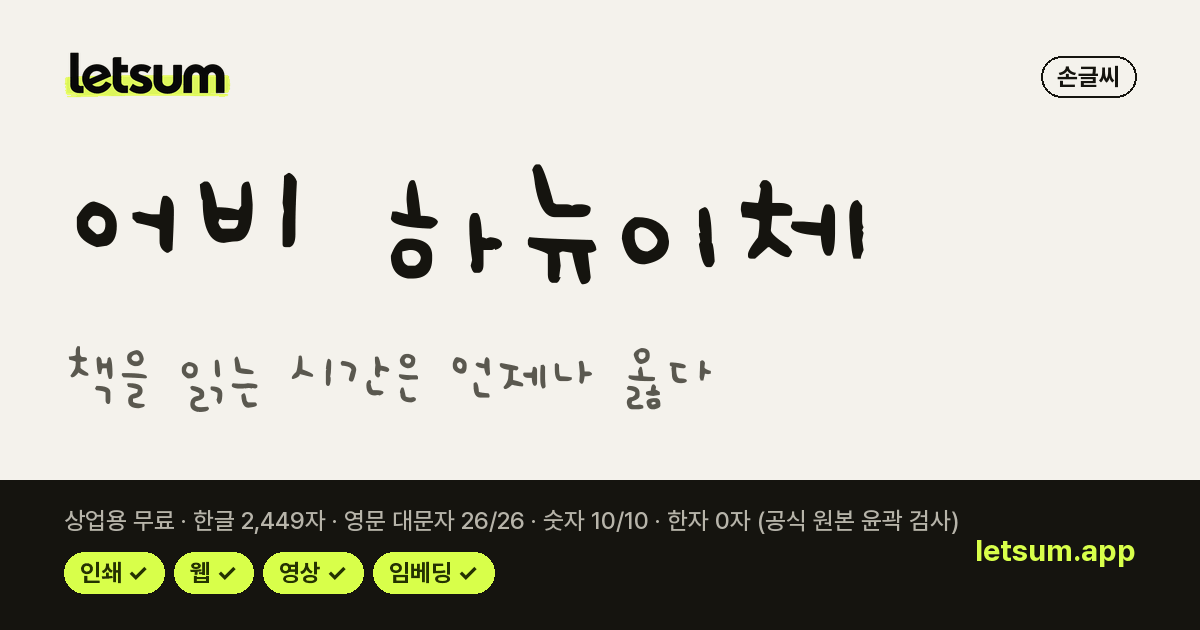 letsum
손글씨
어비 하뉴이체
책을 읽는 시간은 언제나 옳다
상업용 무료 · 한글 2,449자 · 영문 대문자 26/26 · 숫자 10/10 · 한자 0자 (공식 원본 윤곽 검사)
인쇄 ✓ 웹 ✓ 영상 ✓ 임베딩 ✓
letsum.app